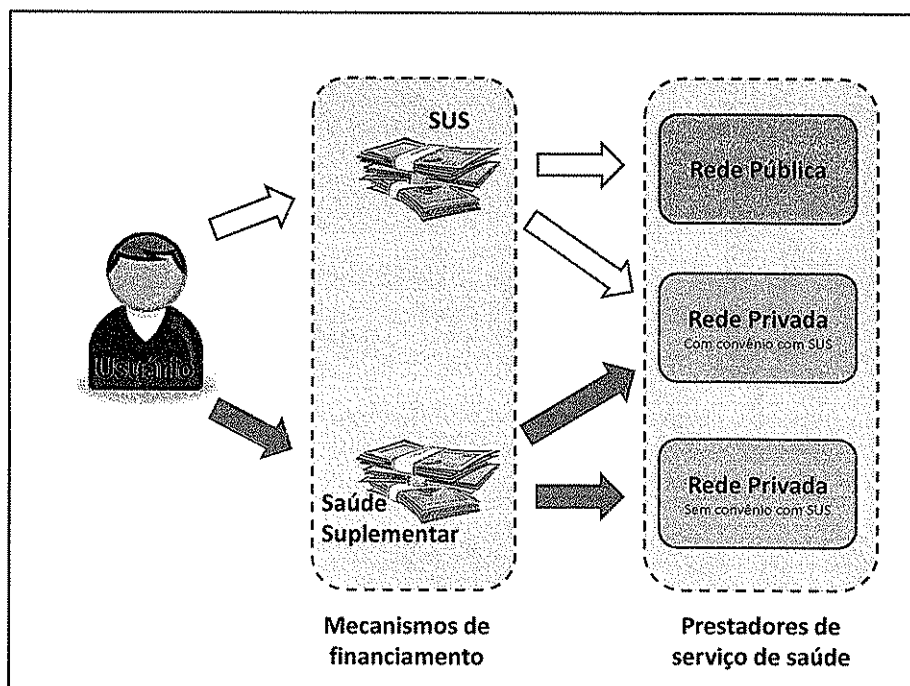 SUS
Rede Pública
Rede Privada
Com convênio com SUS
Usuário
Rede Privada
Sem convênio com SUS
Saúde
Suplementar
Mecanismos de
financiamento
Prestadores de
serviço de saúde